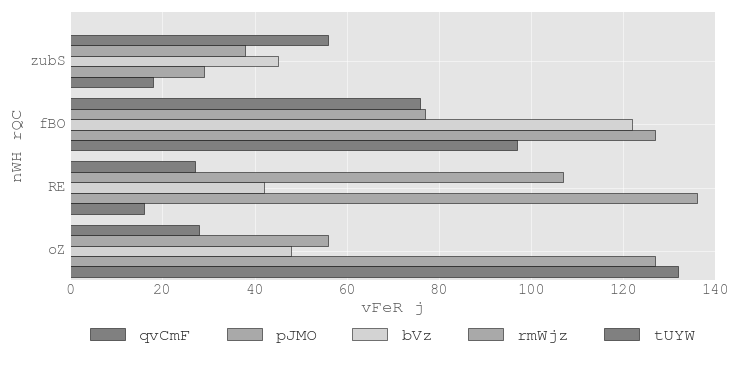 zubS
fBO
RE
oZ
nWH rQC
0 20 40 60 80 100 120 140
vFeR j
qvCmF pJMO bVz rmWjz tUYW